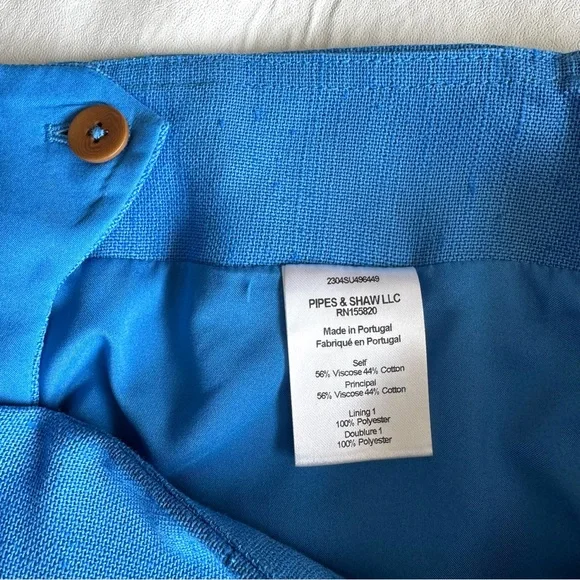 2304SU496449
PIPES & SHAW LLC
RN155820
Made in Portugal
Fabriqué en Portugal
Self
56% Viscose 44% Cotton
Principal
56% Viscose 44% Cotton
Lining 1
100% Polyester
Doublure 1
100% Polyester